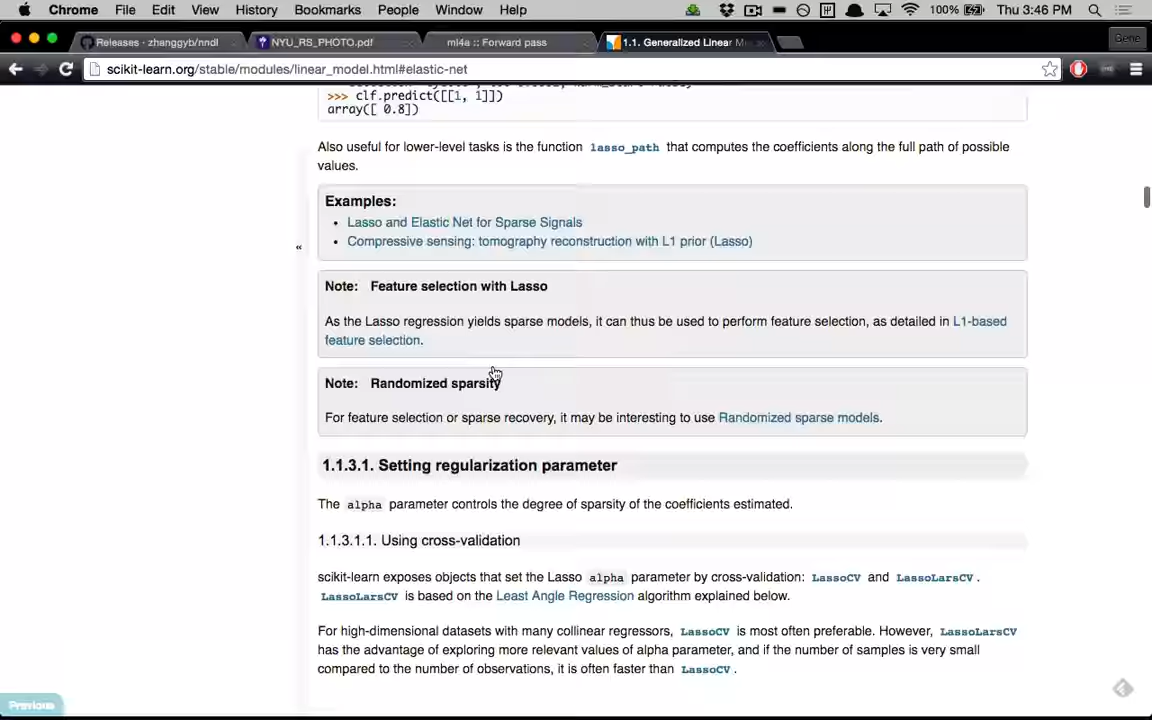 Chrome File Edit View History Bookmarks People Window Help 100% Thu 3:46 PM
Releases · zhanggyb/nndl NYU_RS_PHOTO.pdf ml4a :: Forward pass 1.1. Generalized Linear Gene
scikit-learn.org/stable/modules/linear_model.html#elastic-net
>>> clf.predict([[1, 1]])
array([ 0.8])
Also useful for lower-level tasks is the function lasso_path that computes the coefficients along the full path of possible
values.
Examples:
• Lasso and Elastic Net for Sparse Signals
• Compressive sensing: tomography reconstruction with L1 prior (Lasso)
«
Note: Feature selection with Lasso
As the Lasso regression yields sparse models, it can thus be used to perform feature selection, as detailed in L1-based
feature selection.
Note: Randomized sparsity
For feature selection or sparse recovery, it may be interesting to use Randomized sparse models.
1.1.3.1. Setting regularization parameter
The alpha parameter controls the degree of sparsity of the coefficients estimated.
1.1.3.1.1. Using cross-validation
scikit-learn exposes objects that set the Lasso alpha parameter by cross-validation: LassoCV and LassoLarsCV.
LassoLarsCV is based on the Least Angle Regression algorithm explained below.
For high-dimensional datasets with many collinear regressors, LassoCV is most often preferable. However, LassoLarsCV
has the advantage of exploring more relevant values of alpha parameter, and if the number of samples is very small
compared to the number of observations, it is often faster than LassoCV.
Previous